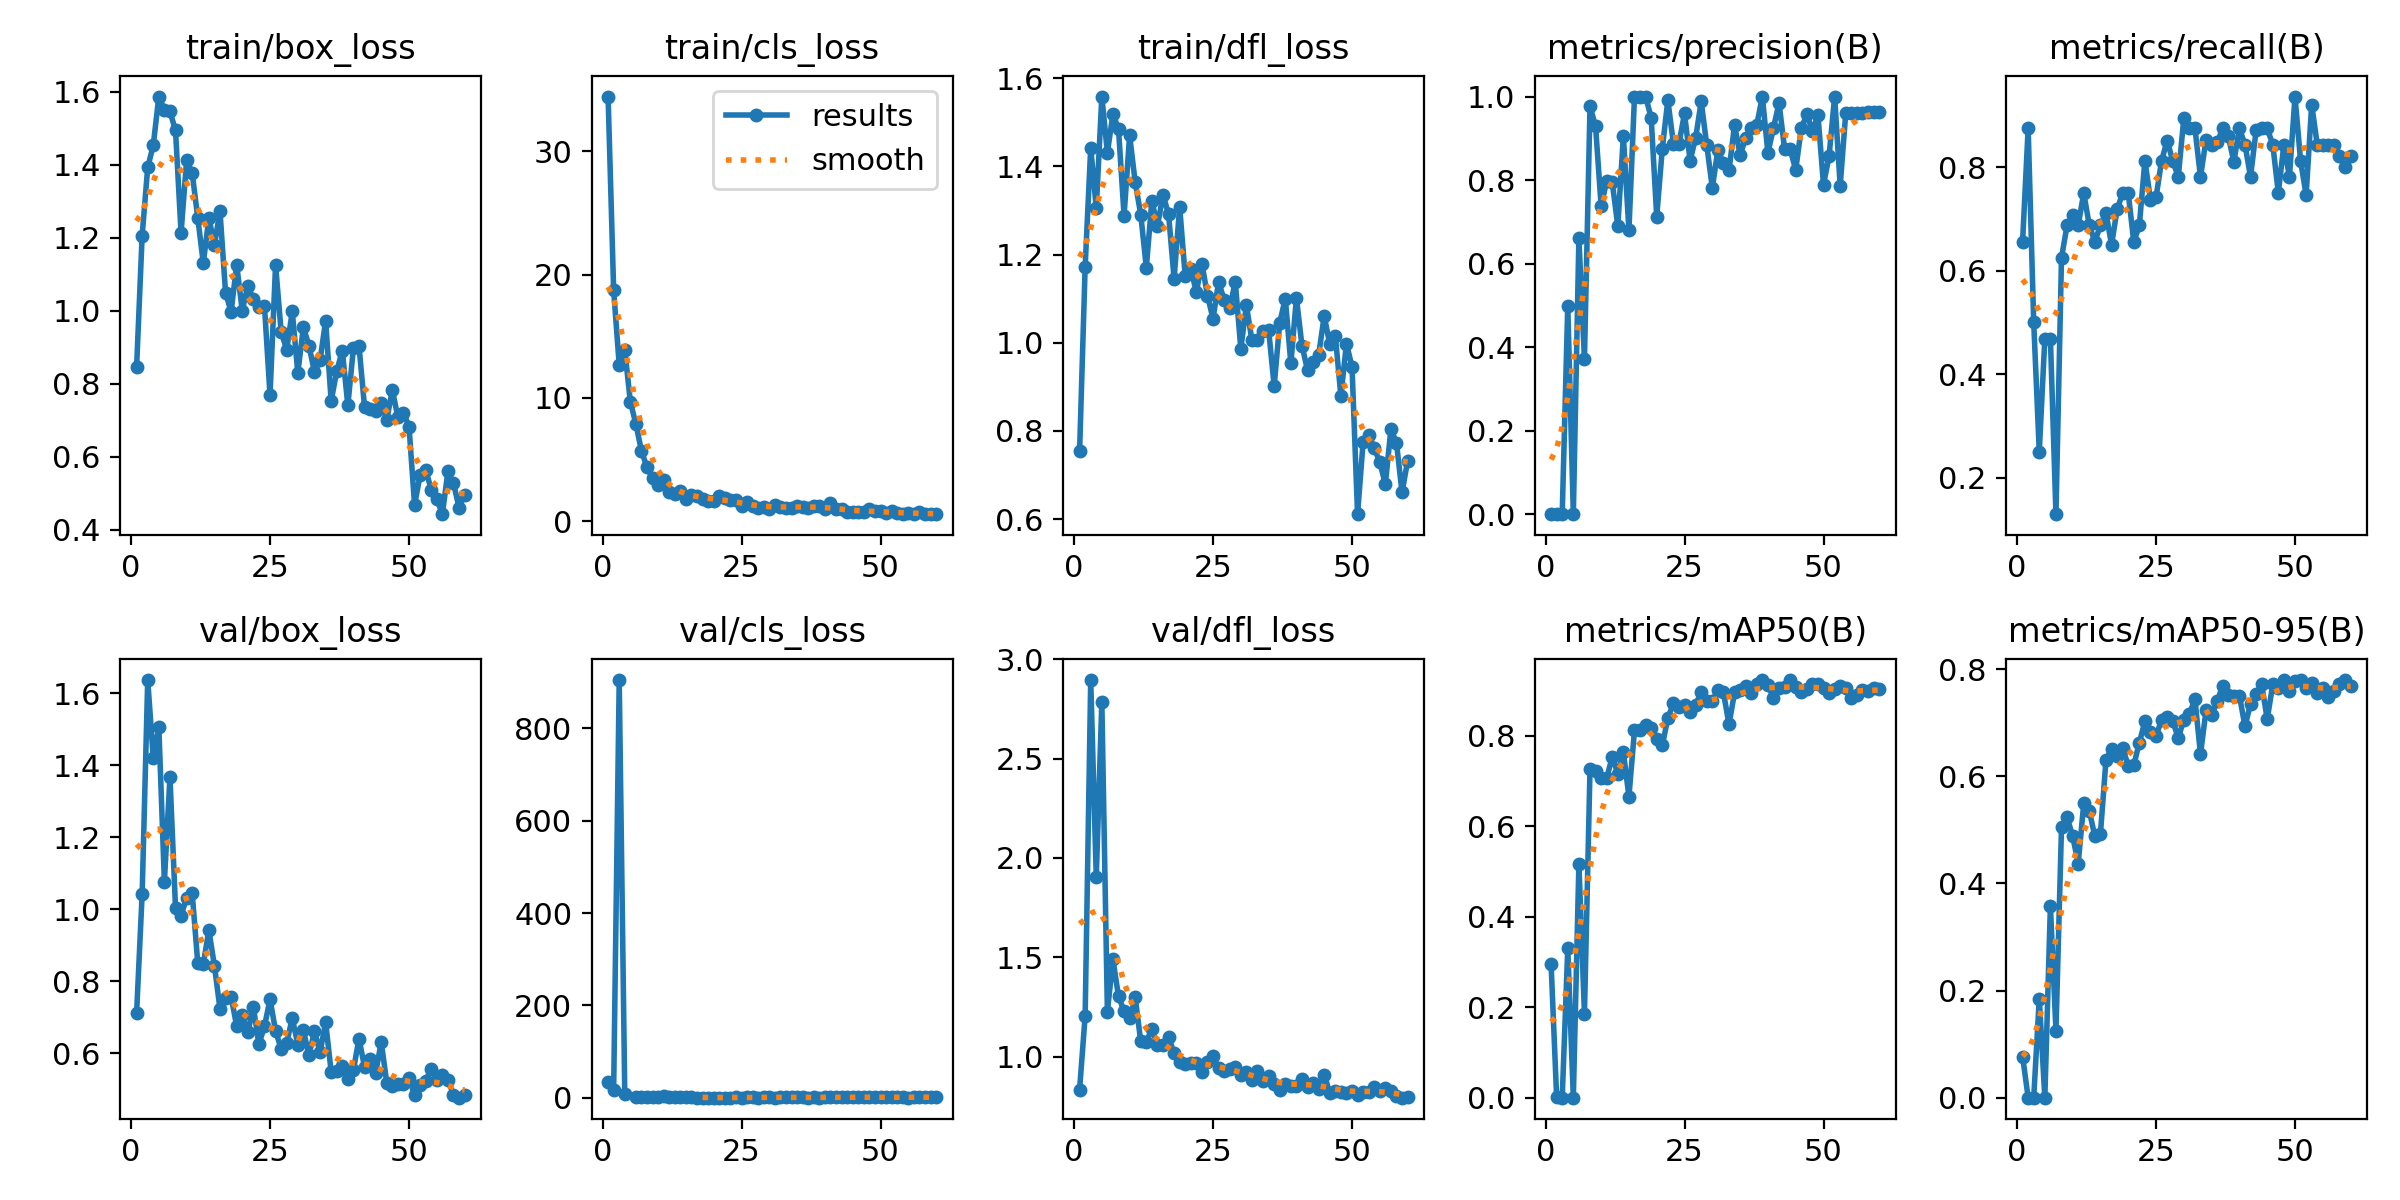 train/box_loss
1.6
1.4
1.2
1.0
0.8
0.6
0.4
0 25 50
train/cls_loss
results
smooth
30
20
10
0
0 25 50
train/dfl_loss
1.6
1.4
1.2
1.0
0.8
0.6
0 25 50
metrics/precision(B)
1.0
0.8
0.6
0.4
0.2
0.0
0 25 50
metrics/recall(B)
0.8
0.6
0.4
0.2
0 25 50
val/box_loss
1.6
1.4
1.2
1.0
0.8
0.6
0 25 50
val/cls_loss
800
600
400
200
0
0 25 50
val/dfl_loss
3.0
2.5
2.0
1.5
1.0
0 25 50
metrics/mAP50(B)
0.8
0.6
0.4
0.2
0.0
0 25 50
metrics/mAP50-95(B)
0.8
0.6
0.4
0.2
0.0
0 25 50